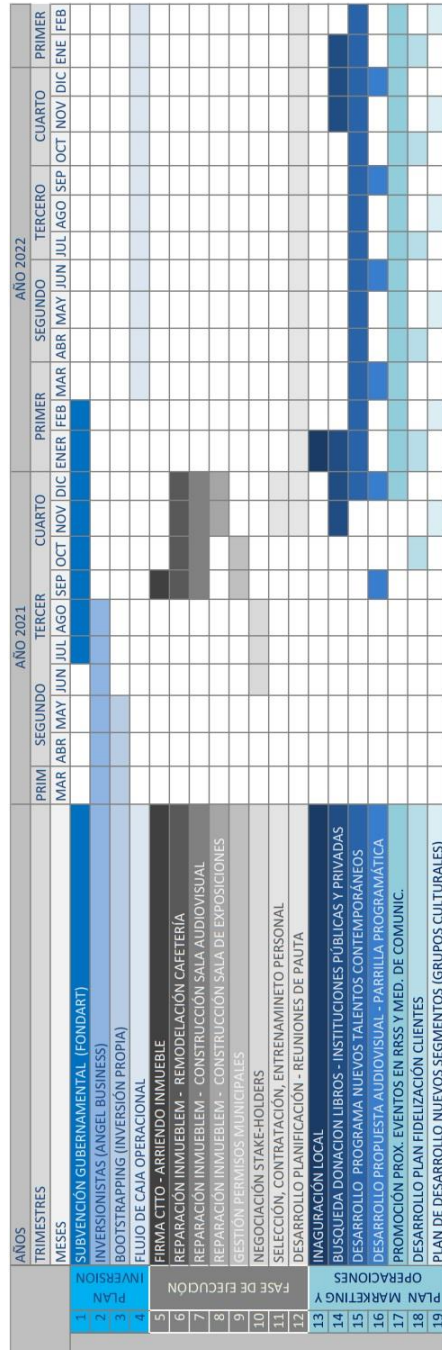 AÑOS AÑO 2021 AÑO 2022
TRIMESTRES PRIM SEGUNDO TERCER CUARTO PRIMER SEGUNDO TERCERO CUARTO PRIMER
MESES MAR ABR MAY JUN JUL AGO SEP OCT NOV DIC ENER FEB MAR ABR MAY JUN JUL AGO SEP OCT NOV DIC ENE FEB
PLAN INVERSION
1 SUBVENCIÓN GUBERNAMENTAL (FONDART)
2 INVERSIONISTAS (ANGEL BUSINESS)
3 BOOTSTRAPPING (INVERSIÓN PROPIA)
4 FLUJO DE CAJA OPERACIONAL
FASE DE EJECUCIÓN
5 FIRMA CTTO - ARRIENDO INMUEBLE
6 REPARACIÓN INMUEBLEM - REMODELACIÓN CAFETERÍA
7 REPARACIÓN INMUEBLEM - CONSTRUCCIÓN SALA AUDIOVISUAL
8 REPARACIÓN INMUEBLEM - CONSTRUCCIÓN SALA DE EXPOSICIONES
9 GESTIÓN PERMISOS MUNICIPALES
10 NEGOCIACIÓN STAKE-HOLDERS
11 SELECCIÓN, CONTRATACIÓN, ENTRENAMINETO PERSONAL
12 DESARROLLO PLANIFICACIÓN - REUNIONES DE PAUTA
PLAN MARKETING Y OPERACIONES
13 INAGURACIÓN LOCAL
14 BUSQUEDA DONACION LIBROS - INSTITUCIONES PÚBLICAS Y PRIVADAS
15 DESARROLLO PROGRAMA NUEVOS TALENTOS CONTEMPORÁNEOS
16 DESARROLLO PROPUESTA AUDIOVISUAL - PARRILLA PROGRAMÁTICA
17 PROMOCIÓN PROX. EVENTOS EN RRSS Y MED. DE COMUNIC.
18 DESARROLLO PLAN FIDELIZACIÓN CLIENTES
19 PLAN DE DESARROLLO NUEVOS SEGMENTOS (GRUPOS CULTURALES)